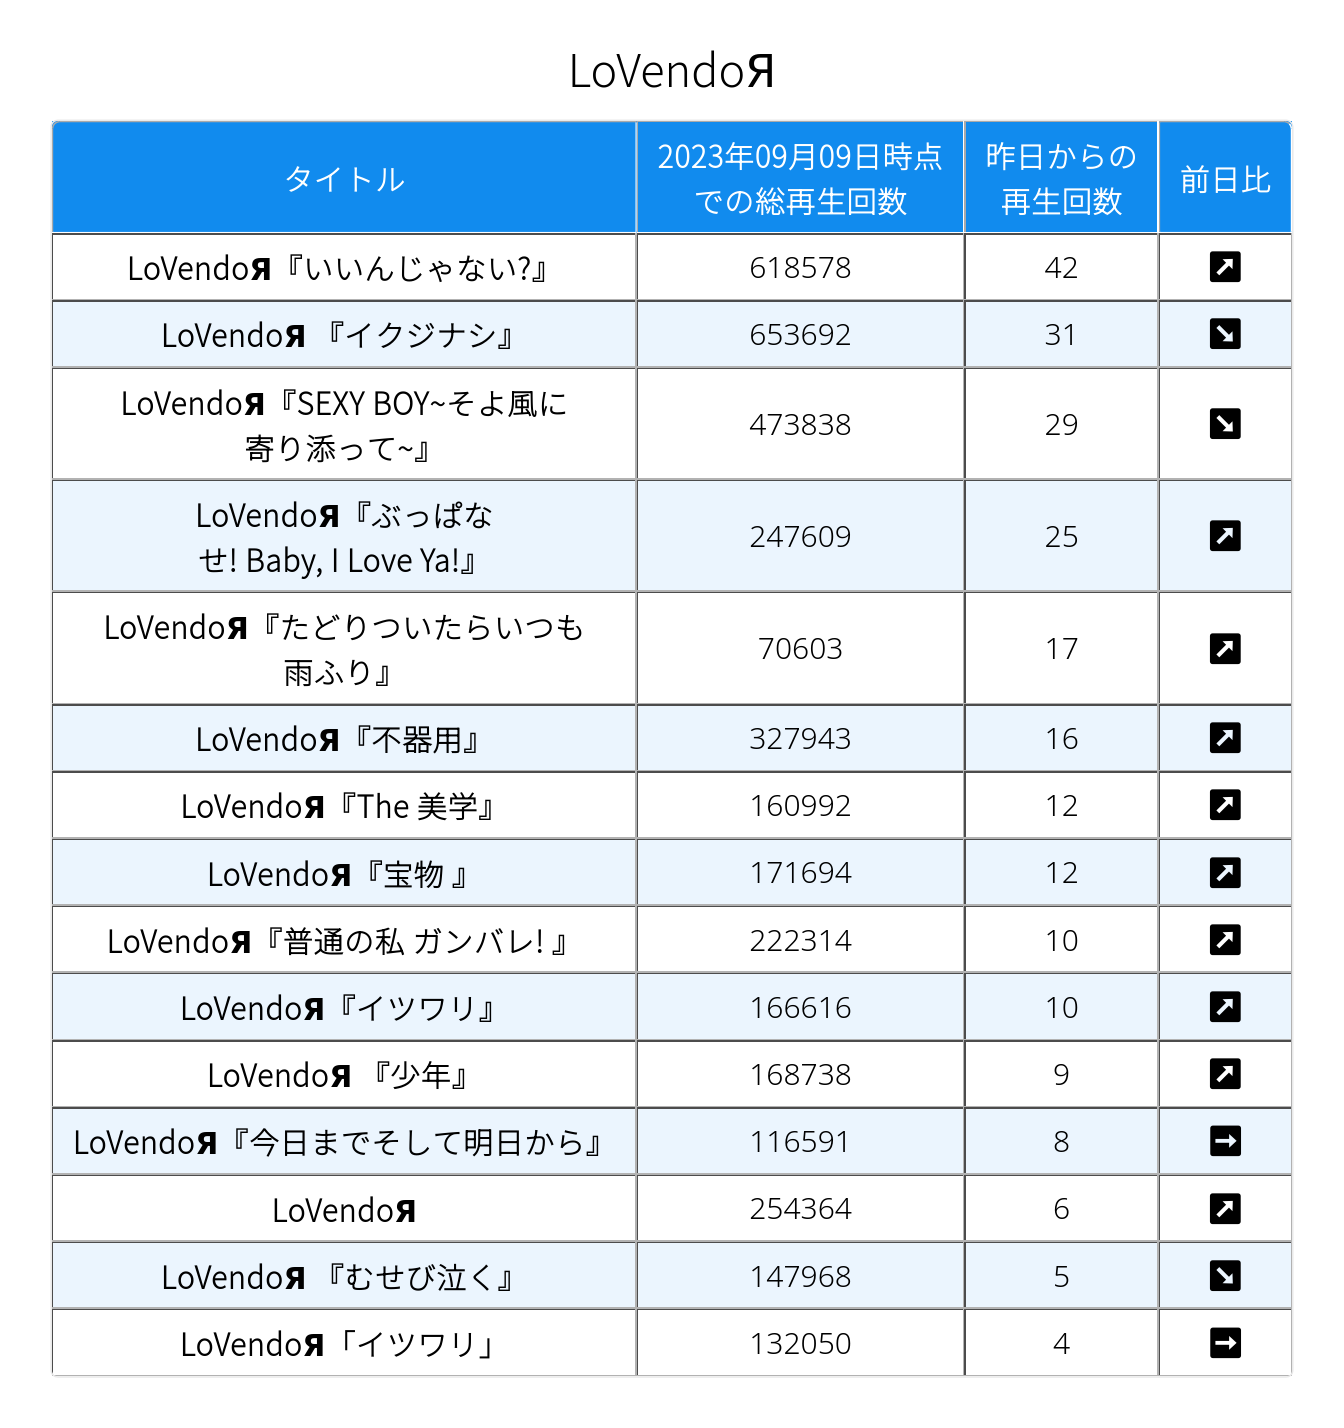 LoVendoЯ
タイトル
2023年09月09日時点
での総再生回数
昨日からの
再生回数
前日比
LoVendoЯ『いいんじゃない?』 618578 42
LoVendoЯ 『イクジナシ』 653692 31
LoVendoЯ『SEXY BOY~そよ風に
寄り添って~』 473838 29
LoVendoЯ『ぶっぱな
せ! Baby, I Love Ya!』 247609 25
LoVendoЯ『たどりついたらいつも
雨ふり』 70603 17
LoVendoЯ『不器用』 327943 16
LoVendoЯ『The 美学』 160992 12
LoVendoЯ『宝物 』 171694 12
LoVendoЯ『普通の私 ガンバレ! 』 222314 10
LoVendoЯ『イツワリ』 166616 10
LoVendoЯ 『少年』 168738 9
LoVendoЯ『今日までそして明日から』 116591 8
LoVendoЯ 254364 6
LoVendoЯ 『むせび泣く』 147968 5
LoVendoЯ「イツワリ」 132050 4